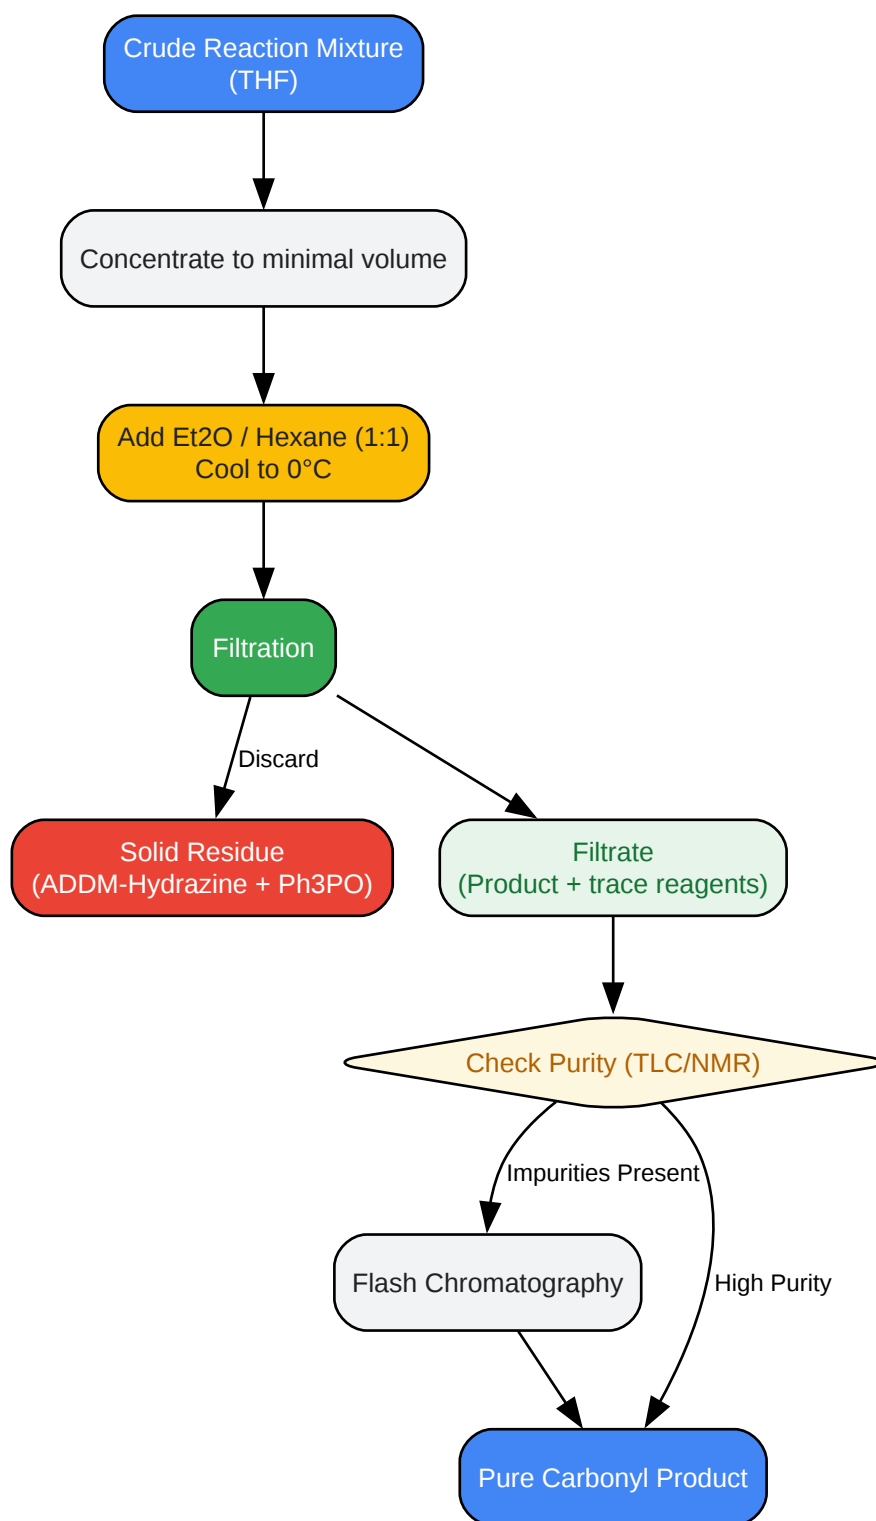 Crude Reaction Mixture
(THF)
Concentrate to minimal volume
Add Et2O / Hexane (1:1)
Cool to 0°C
Filtration
Discard
Solid Residue
(ADDM-Hydrazine + Ph3PO)
Filtrate
(Product + trace reagents)
Check Purity (TLC/NMR)
Impurities Present
Flash Chromatography
High Purity
Pure Carbonyl Product